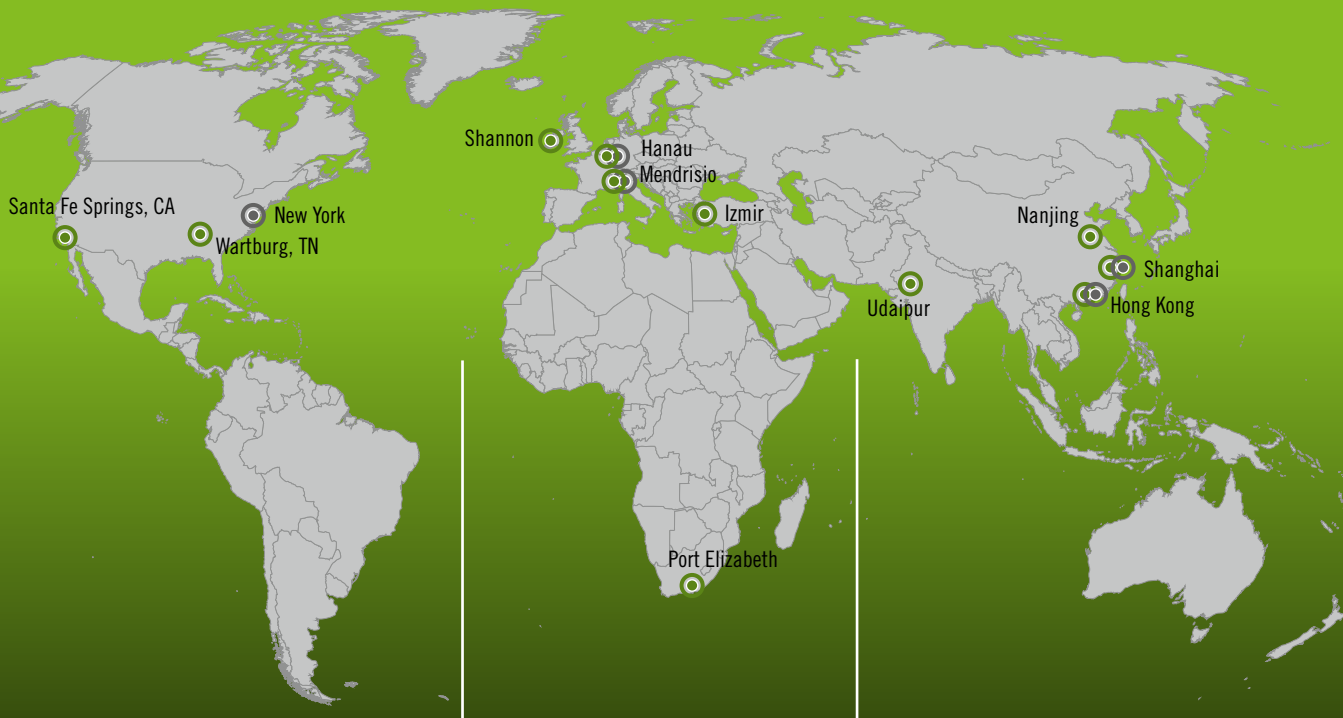 Santa Fe Springs, CA
New York
Wartburg, TN
Shannon
Hanau
Mendrisio
Izmir
Port Elizabeth
Nanjing
Shanghai
Hong Kong
Udaipur